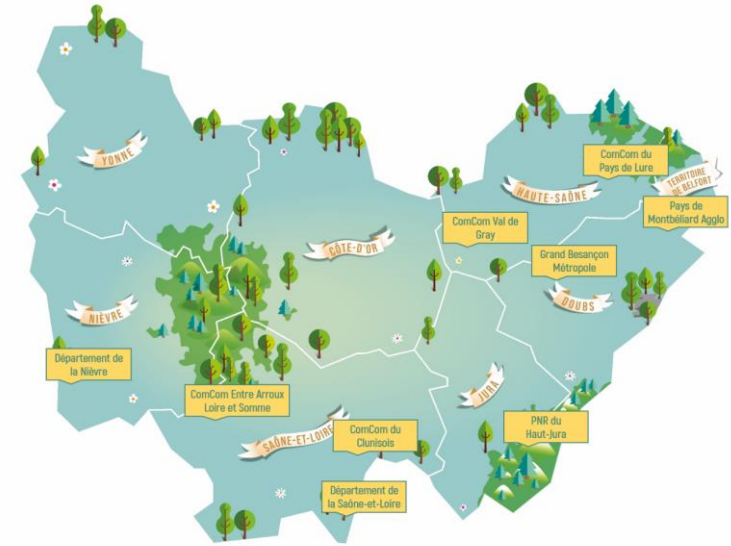 YONNE
ComCom du
Pays de Lure
TERRITOIRE
DE BELFORT
HAUTE-SAÔNE
Pays de
Montbéliard Agglo
ComCom Val de
Gray
CÔTE-D'OR
Grand Besançon
Métropole
DOUBS
NIÈVRE
Département de
la Nièvre
ComCom Entre Arroux
Loire et Somme
JURA
PNR du
Haut-Jura
SAÔNE-ET-LOIRE
ComCom du
Clunisois
Département de
la Saône-et-Loire